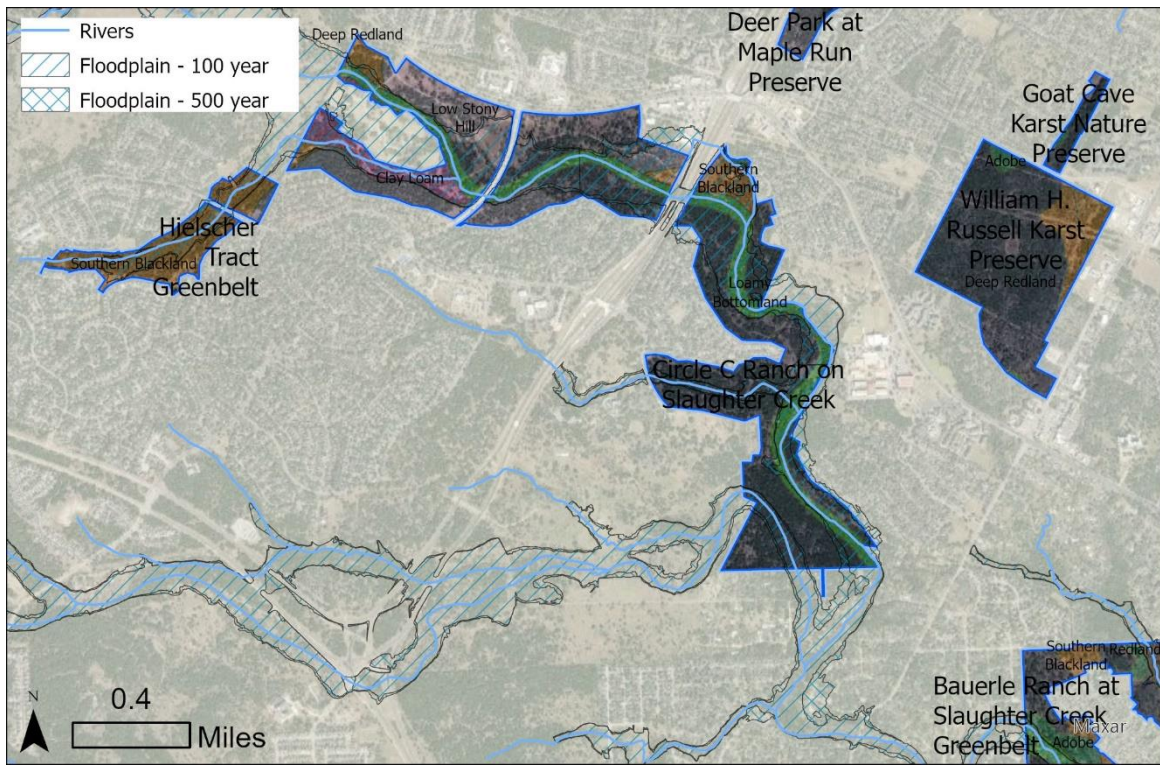 Rivers
Floodplain - 100 year
Floodplain - 500 year
Deep Redland
Low Stony
Hill
Clay Loam
Southern
Blackland
Loamy
Bottomland
Deer Park at
Maple Run
Preserve
Goat Cave
Karst Nature
Preserve
Adobe
William H.
Russell Karst
Preserve
Deep Redland
Hielscher
Tract
Greenbelt
Southern Blackland
Circle C Ranch on
Slaughter Creek
Southern
Blackland
Redland
Bauerle Ranch at
Slaughter Creek
Greenbelt
Adobe
Maxar
N
0.4
Miles